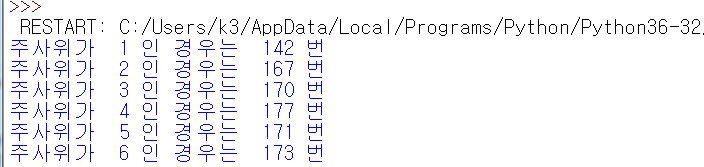 >>>
RESTART: C:/Users/k3/AppData/Local/Programs/Python/Python36-32
주사위가 1 인 경우는 142 번
주사위가 2 인 경우는 167 번
주사위가 3 인 경우는 170 번
주사위가 4 인 경우는 177 번
주사위가 5 인 경우는 171 번
주사위가 6 인 경우는 173 번